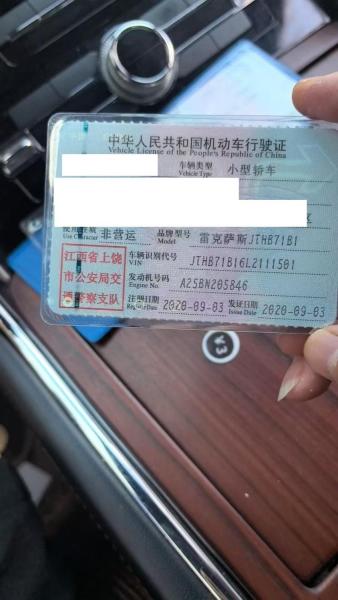 中华人民共和国机动车行驶证
Vehicle License of the People's Republic of China
车辆类型 小型轿车
Vehicle Type
区
使用性质 非营运 品牌型号 雷克萨斯JTHB71B1
Use Character Model
江西省上饶
市公安局交
通警察支队
车辆识别代号 JTHB71B16L2111501
VIN
发动机号码 A25BN205846
Engine No.
注册日期 2020-09-03 发证日期 2020-09-03
Register Date Issue Date
V3